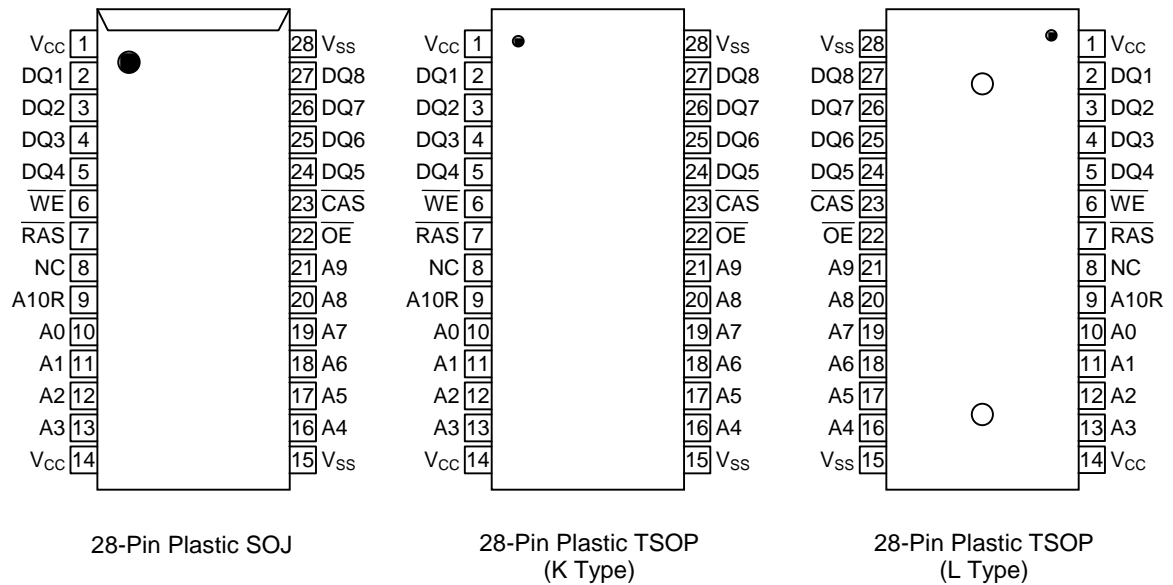 VCC 1 28 VSS VCC 1 28 VSS VSS 28 1 VCC
DQ1 2 27 DQ8 DQ1 2 27 DQ8 DQ8 27 2 DQ1
DQ2 3 26 DQ7 DQ2 3 26 DQ7 DQ7 26 3 DQ2
DQ3 4 25 DQ6 DQ3 4 25 DQ6 DQ6 25 4 DQ3
DQ4 5 24 DQ5 DQ4 5 24 DQ5 DQ5 24 5 DQ4
WE 6 23 CAS WE 6 23 CAS CAS 23 6 WE
RAS 7 22 OE RAS 7 22 OE OE 22 7 RAS
NC 8 21 A9 NC 8 21 A9 A9 21 8 NC
A10R 9 20 A8 A10R 9 20 A8 A8 20 9 A10R
A0 10 19 A7 A0 10 19 A7 A7 19 10 A0
A1 11 18 A6 A1 11 18 A6 A6 18 11 A1
A2 12 17 A5 A2 12 17 A5 A5 17 12 A2
A3 13 16 A4 A3 13 16 A4 A4 16 13 A3
VCC 14 15 VSS VCC 14 15 VSS VSS 15 14 VCC
28-Pin Plastic SOJ 28-Pin Plastic TSOP 28-Pin Plastic TSOP
(K Type) (L Type)